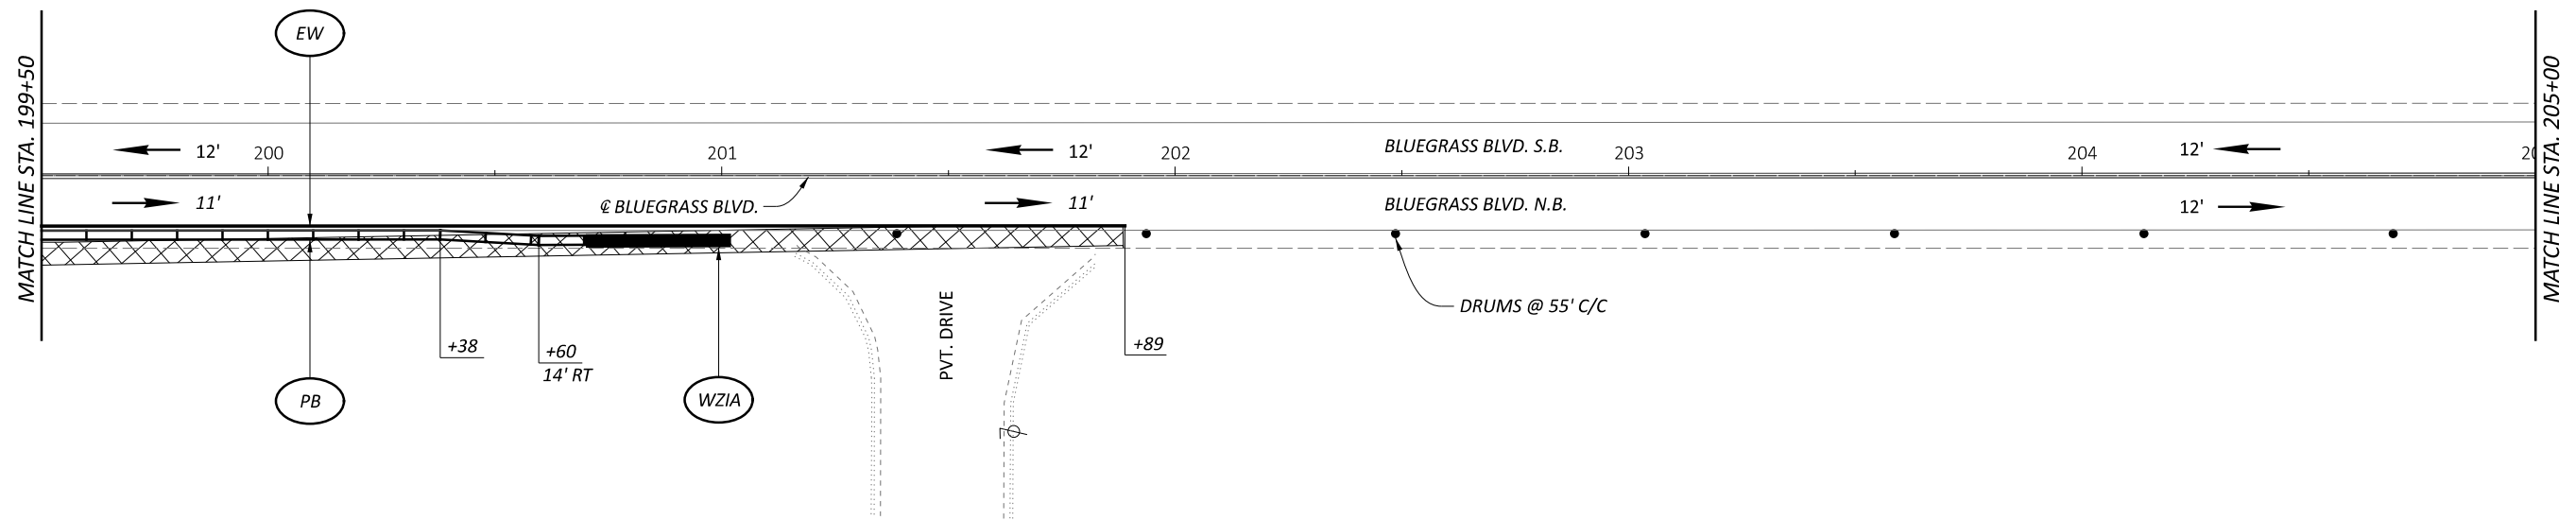 EW
MATCH LINE STA. 199+50
MATCH LINE STA. 205+00
12'
200
201
12'
202
BLUEGRASS BLVD. S.B.
203
204
12'
20
11'
℄ BLUEGRASS BLVD.
11'
BLUEGRASS BLVD. N.B.
12'
DRUMS @ 55' C/C
PVT. DRIVE
+38
+60
14' RT
+89
PB
WZIA